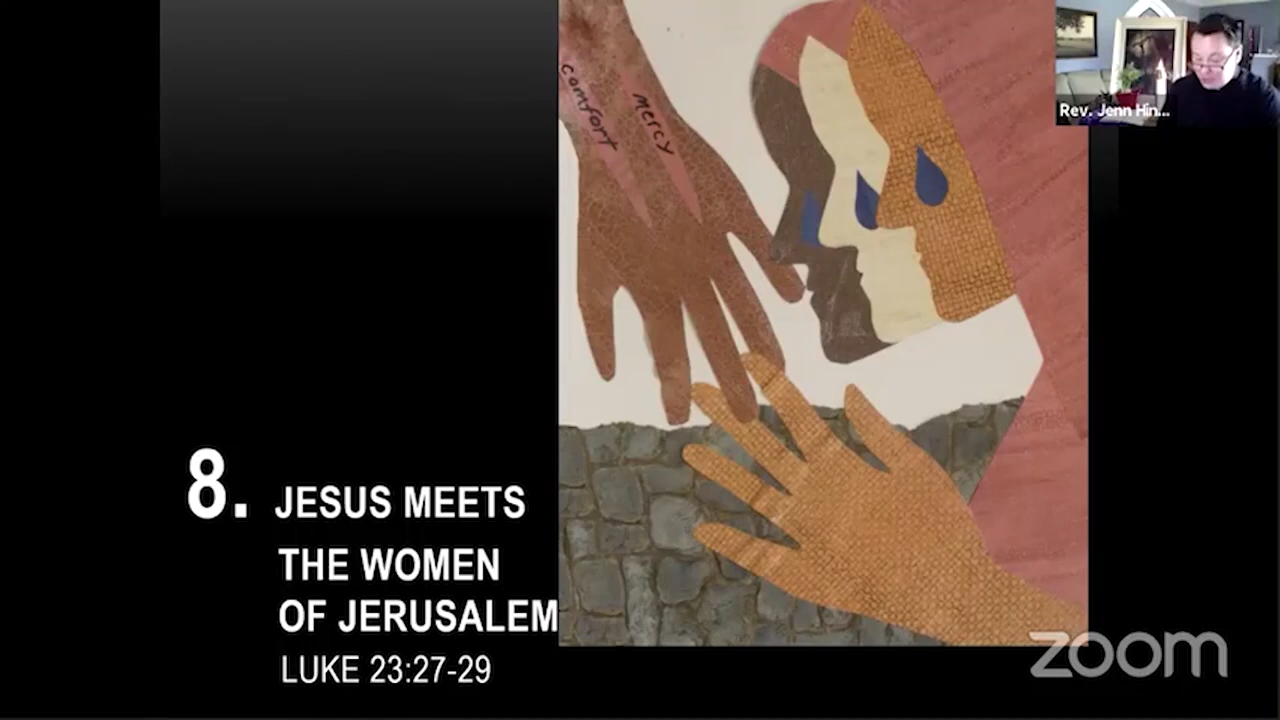 comfort
mercy
Rev. Jenn Hin...
8. JESUS MEETS
THE WOMEN
OF JERUSALEM
LUKE 23:27-29
zoom